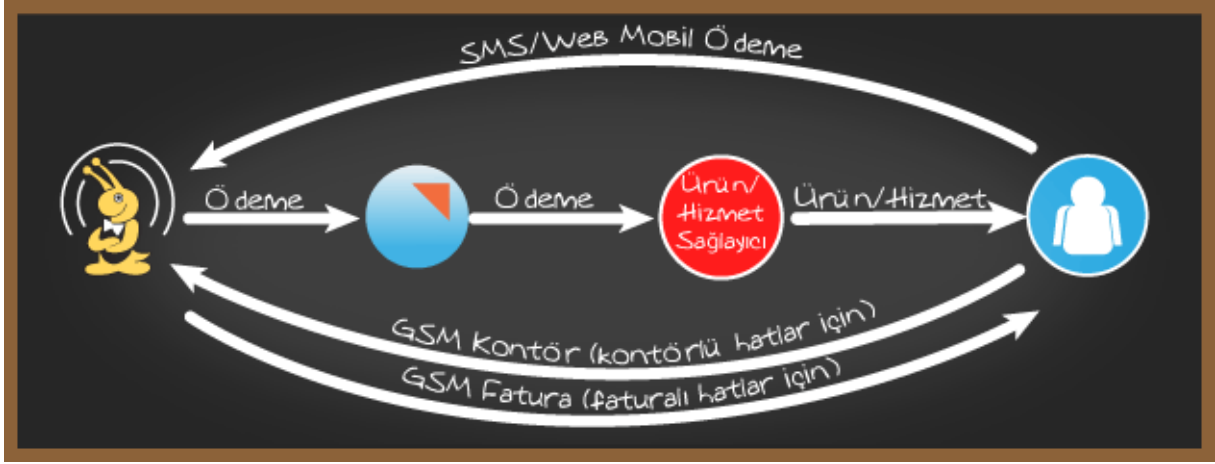 SMS/Web Mobil Ödeme
Ödeme
Ödeme
Ürün/
Hizmet
Sağlayıcı
Ürün/Hizmet
GSM Kontör (kontörlü hatlar için)
GSM Fatura (faturalı hatlar için)